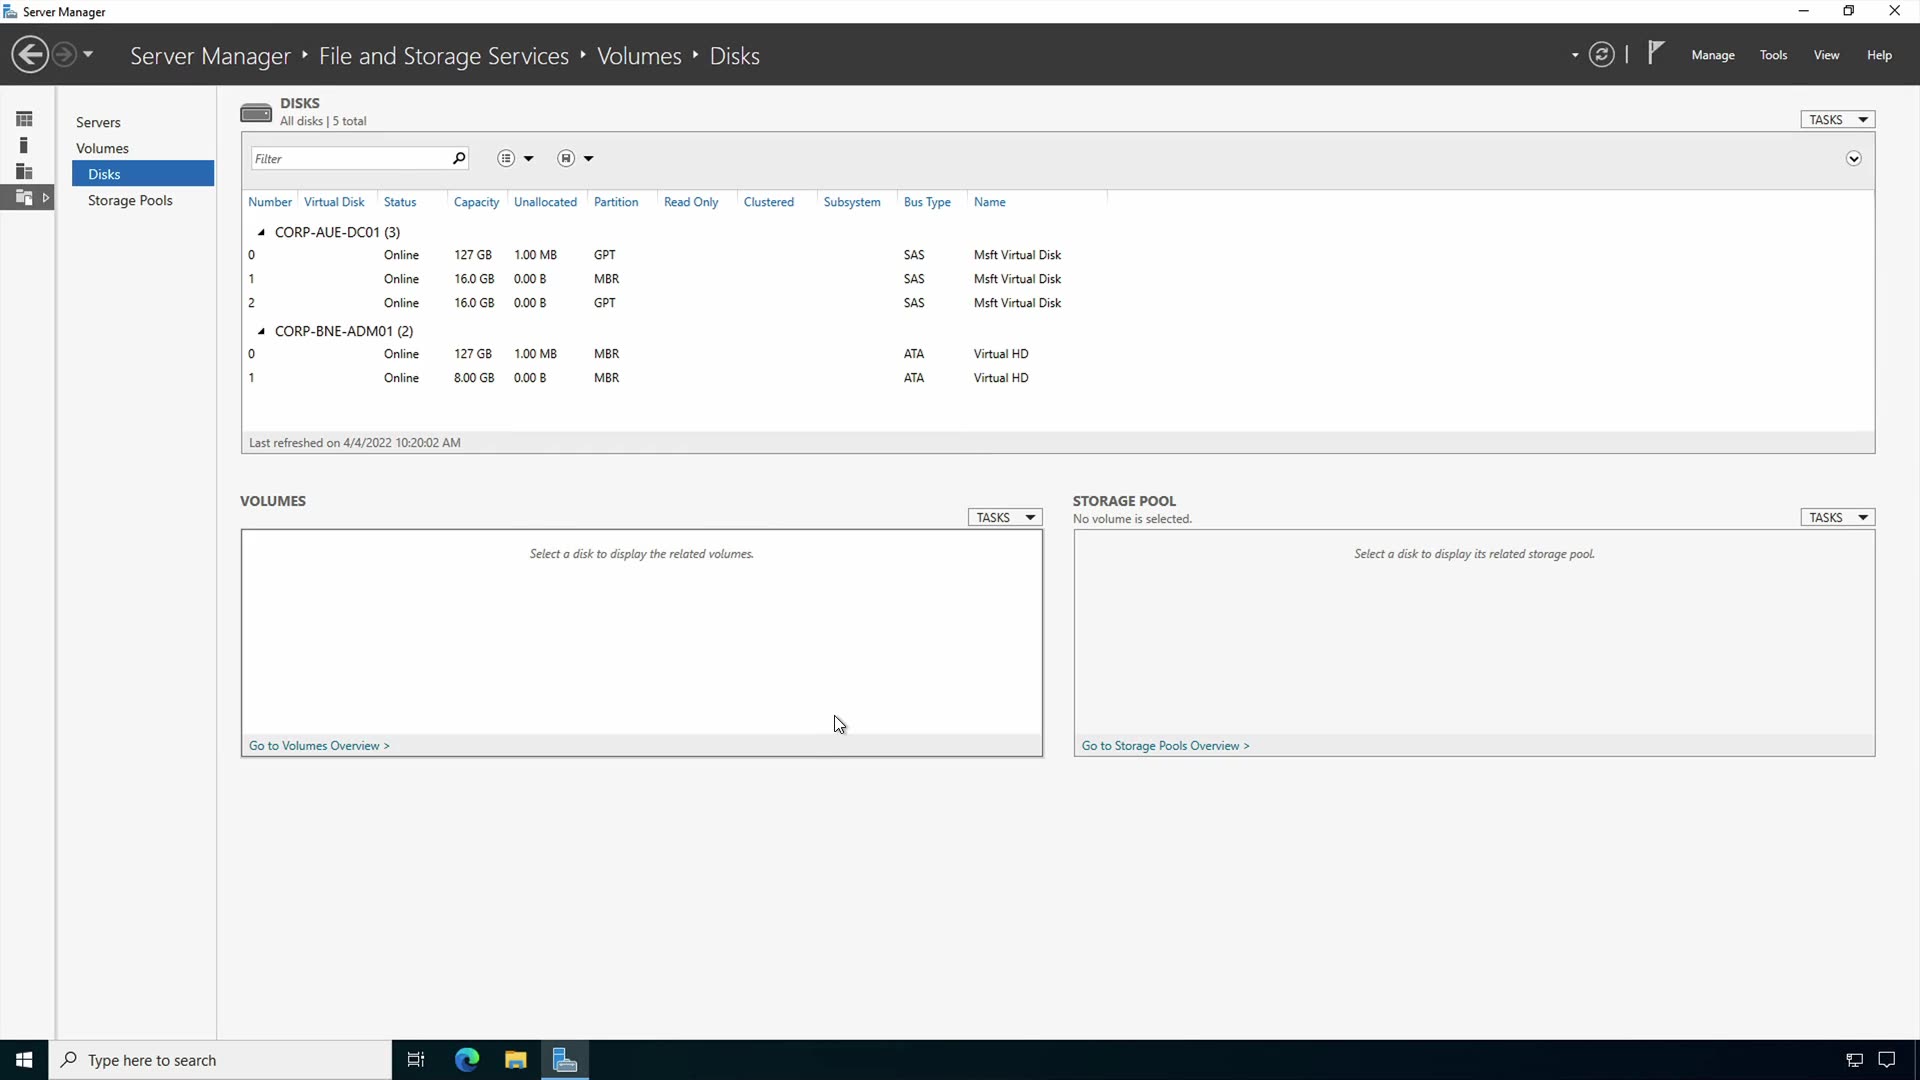 Server Manager
Server Manager ‣ File and Storage Services ‣ Volumes ‣ Disks
Manage Tools View Help
Servers
Volumes
Disks
Storage Pools
DISKS
All disks | 5 total
TASKS
Filter
Number Virtual Disk Status Capacity Unallocated Partition Read Only Clustered Subsystem Bus Type Name
CORP-AUE-DC01 (3)
0 Online 127 GB 1.00 MB GPT SAS Msft Virtual Disk
1 Online 16.0 GB 0.00 B MBR SAS Msft Virtual Disk
2 Online 16.0 GB 0.00 B GPT SAS Msft Virtual Disk
CORP-BNE-ADM01 (2)
0 Online 127 GB 1.00 MB MBR ATA Virtual HD
1 Online 8.00 GB 0.00 B MBR ATA Virtual HD
Last refreshed on 4/4/2022 10:20:02 AM
VOLUMES
TASKS
Select a disk to display the related volumes.
Go to Volumes Overview >
STORAGE POOL
No volume is selected.
TASKS
Select a disk to display its related storage pool.
Go to Storage Pools Overview >
Type here to search